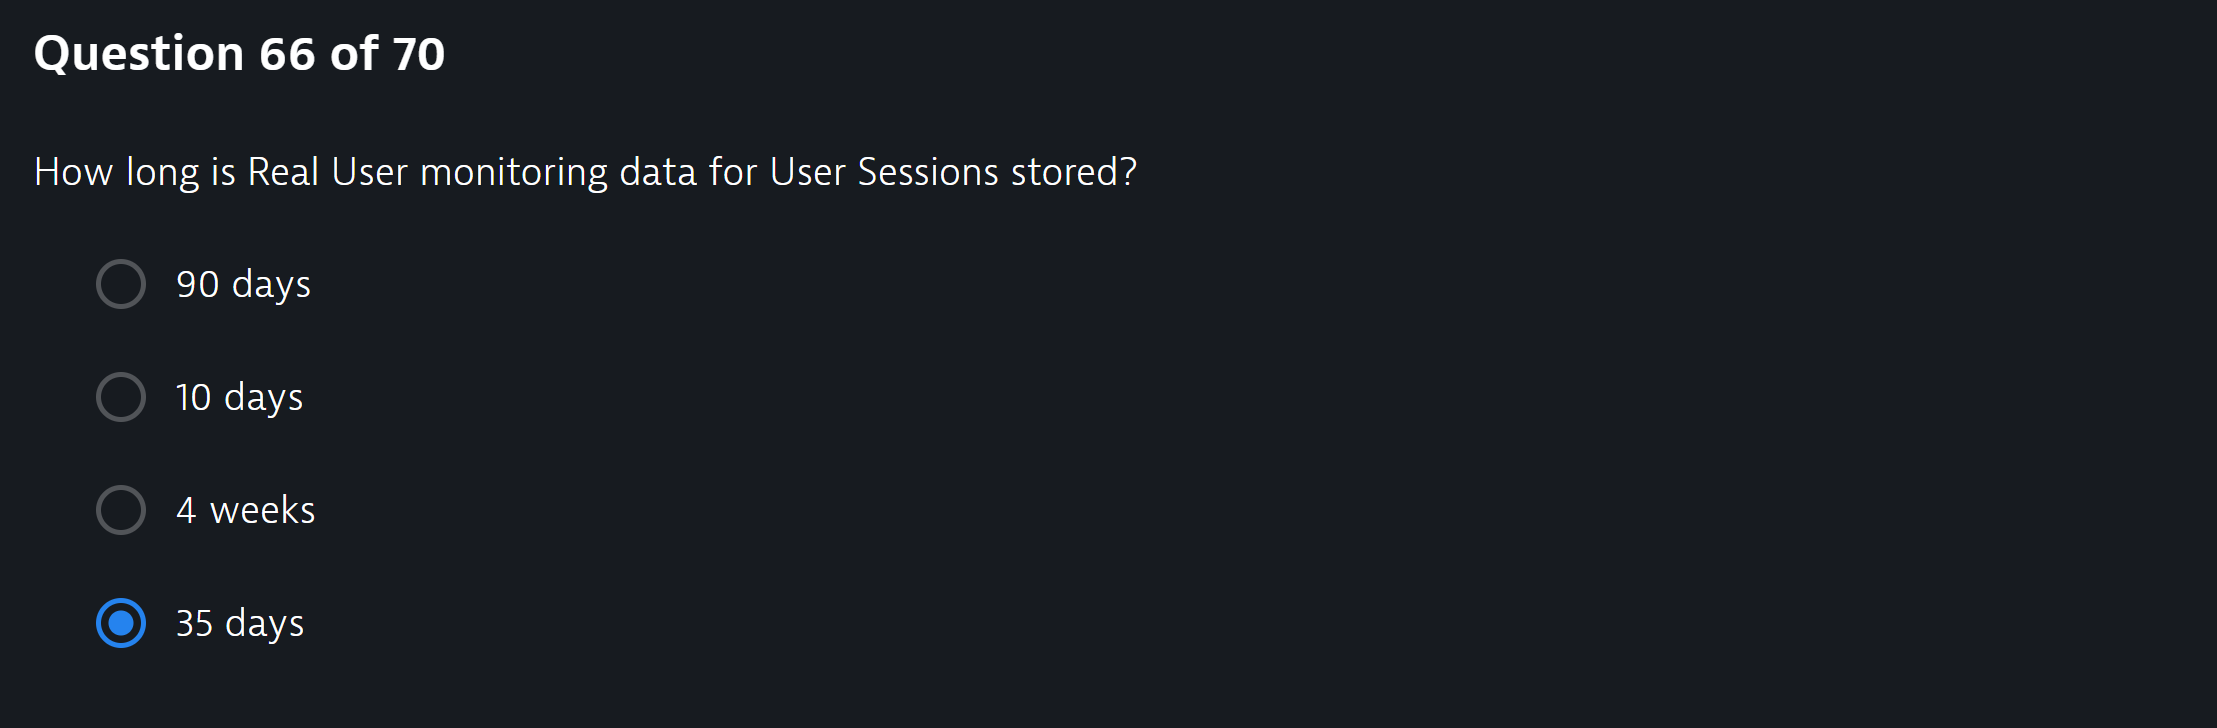 Question 66 of 70
How long is Real User monitoring data for User Sessions stored?
90 days
10 days
4 weeks
35 days